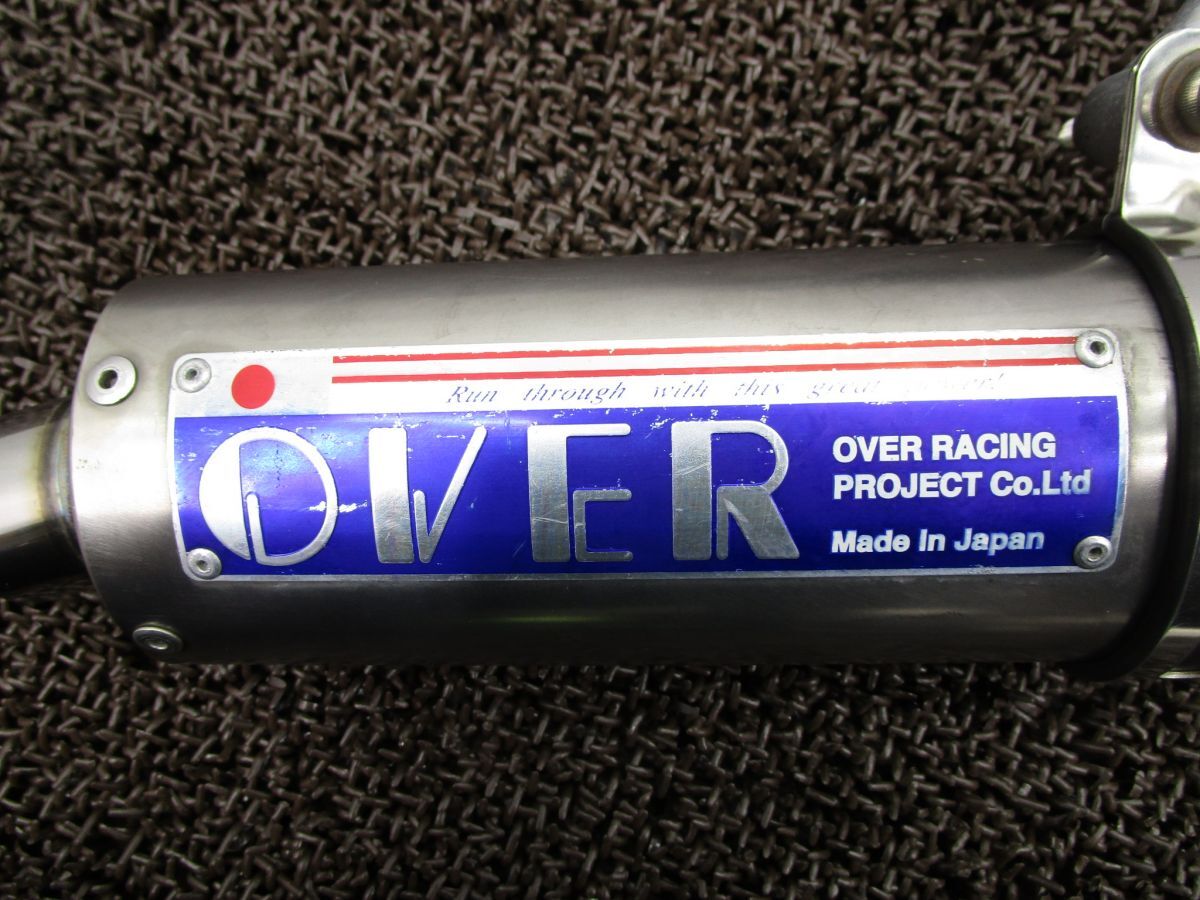 Run through with this great
OVER
OVER RACING
PROJECT Co.Ltd
Made in Japan